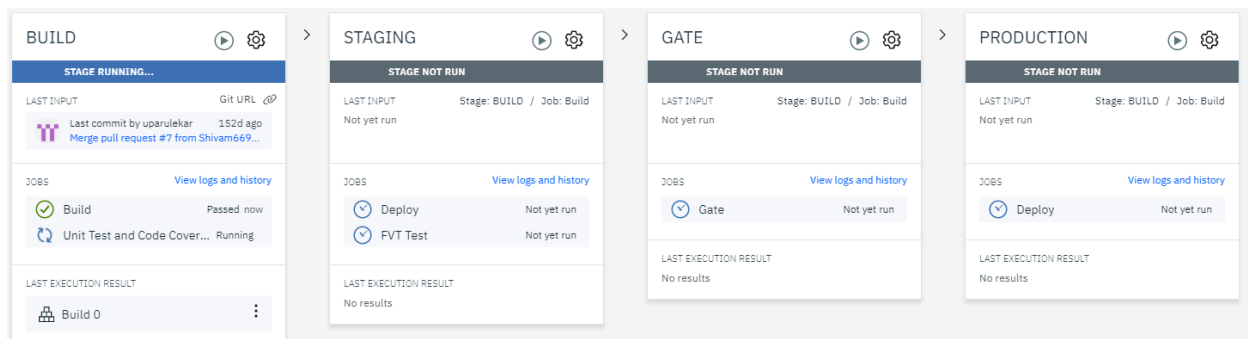 BUILD
STAGE RUNNING...
LAST INPUT Git URL
Last commit by uparulekar 152d ago
Merge pull request #7 from Shivam669...
JOBS View logs and history
Build Passed now
Unit Test and Code Cover... Running
LAST EXECUTION RESULT
Build 0
STAGING
STAGE NOT RUN
LAST INPUT Stage: BUILD / Job: Build
Not yet run
JOBS View logs and history
Deploy Not yet run
FVT Test Not yet run
LAST EXECUTION RESULT
No results
GATE
STAGE NOT RUN
LAST INPUT Stage: BUILD / Job: Build
Not yet run
JOBS View logs and history
Gate Not yet run
LAST EXECUTION RESULT
No results
PRODUCTION
STAGE NOT RUN
LAST INPUT Stage: BUILD / Job: Build
Not yet run
JOBS View logs and history
Deploy Not yet run
LAST EXECUTION RESULT
No results